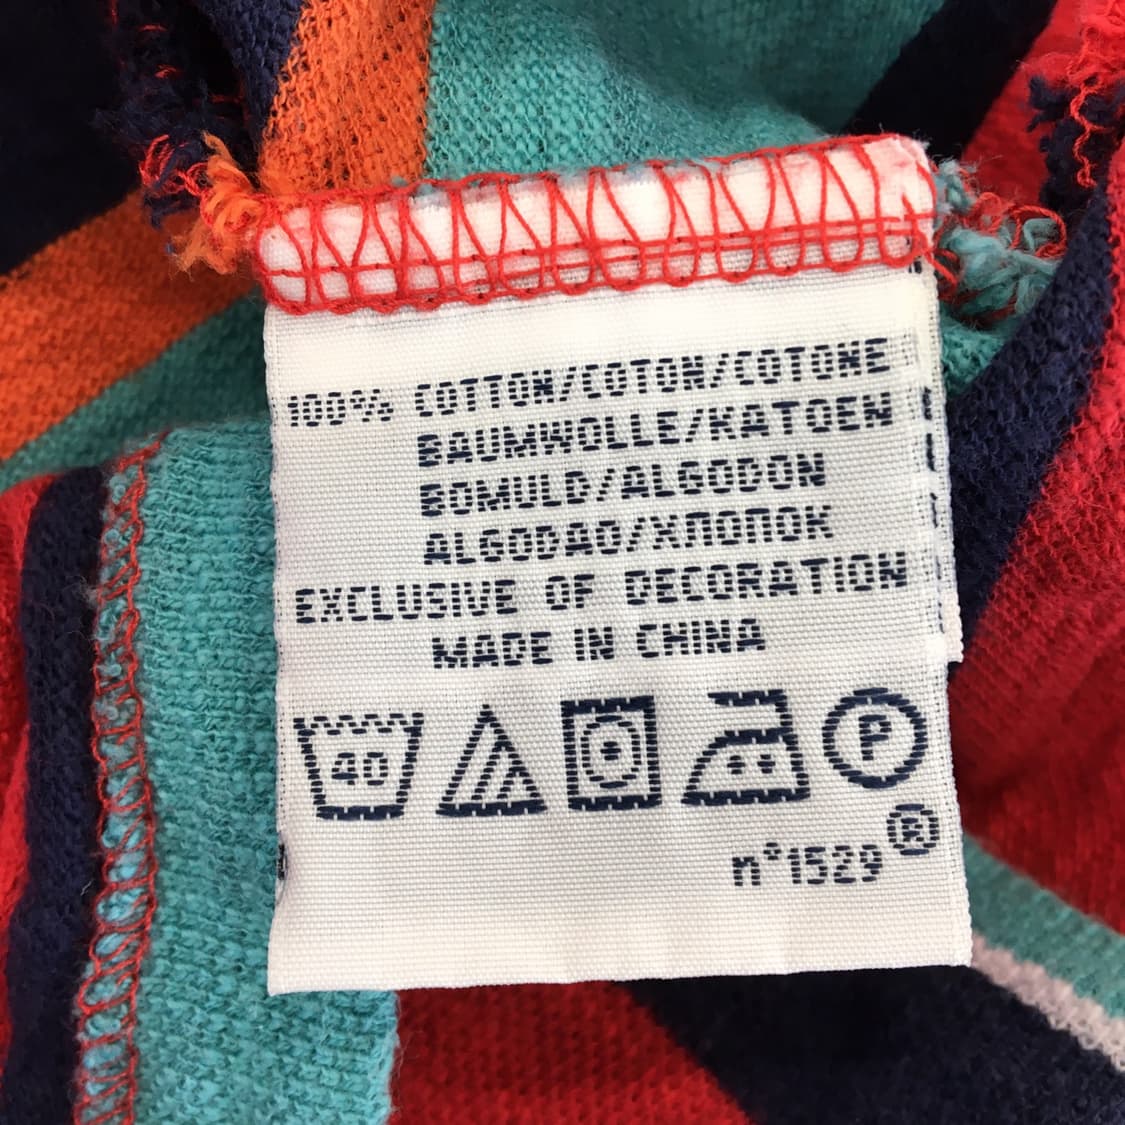 100% COTTON/COTON/COTONE
BAUMWOLLE/KATOEN
BOMULD/ALGODON
ALGODAO/ХЛОПОК
EXCLUSIVE OF DECORATION
MADE IN CHINA
40
P
n°1529®